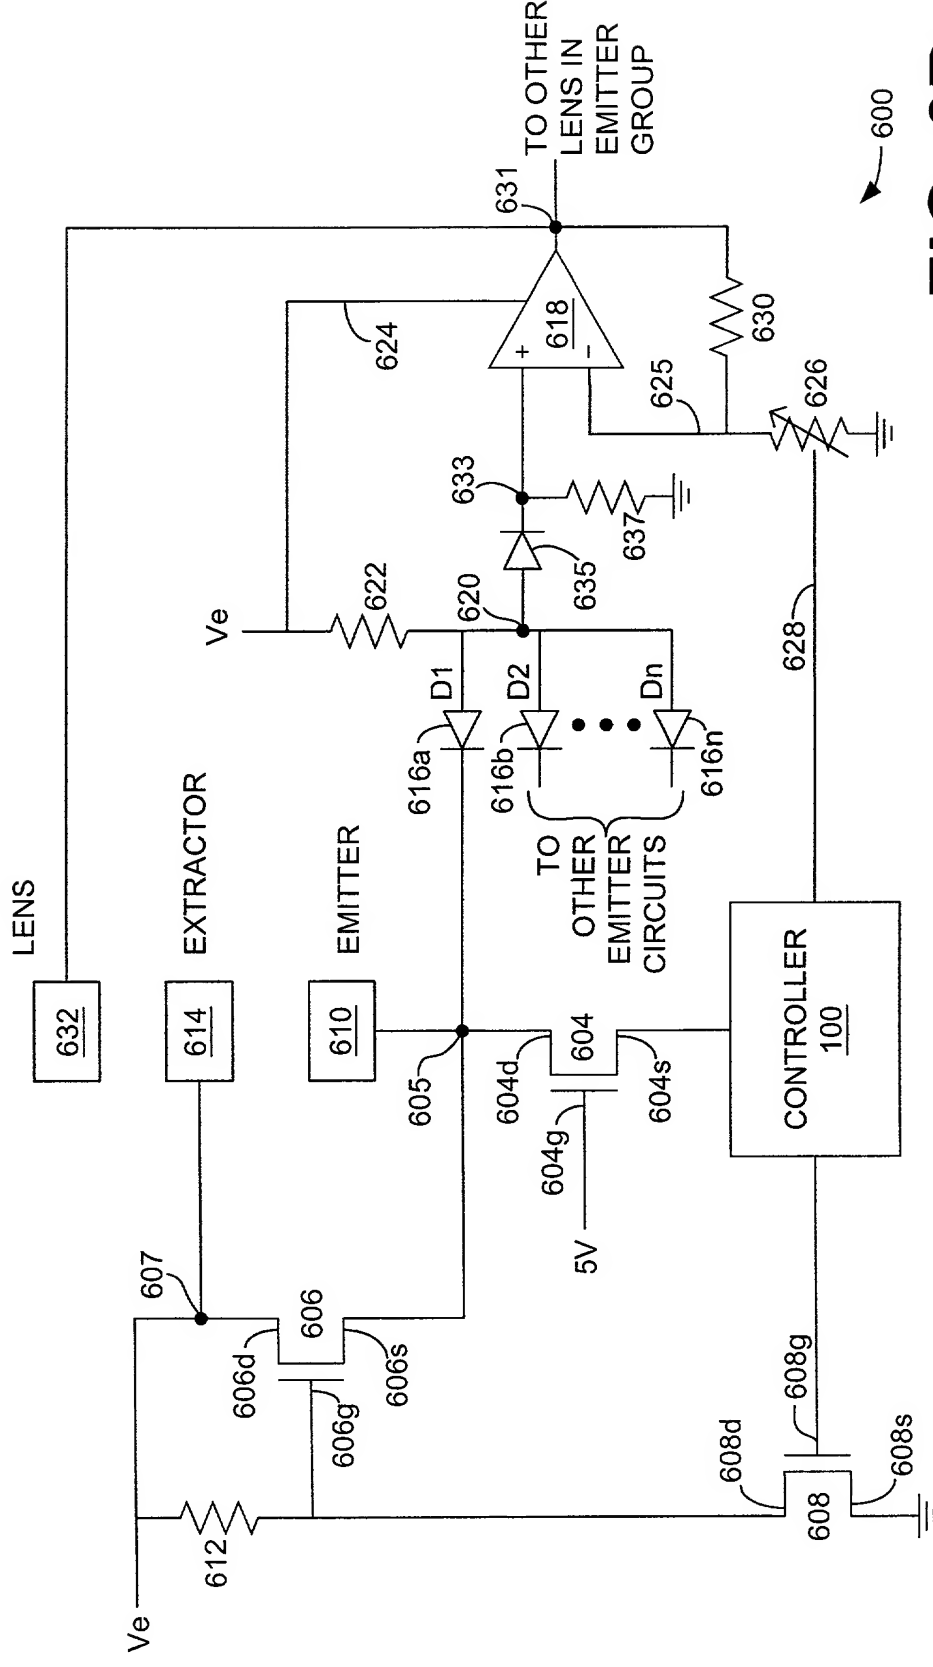 LENS
632
EXTRACTOR
614
EMITTER
610
Ve
612
607
606
606d
606g
606s
605
604
604d
604g
604s
5V
608
608d
608g
608s
CONTROLLER
100
628
Ve
622
624
620
D1
616a
D2
616b
Dn
616n
TO
OTHER
EMITTER
CIRCUITS
635
633
637
+
−
618
625
626
630
631
TO OTHER
LENS IN
EMITTER
GROUP
600